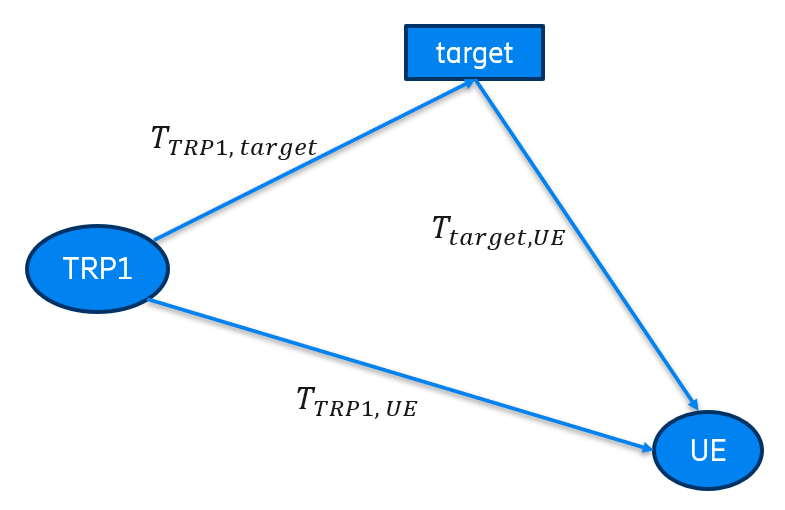 target
T_{TRP1, target}
T_{target,UE}
TRP1
T_{TRP1, UE}
UE